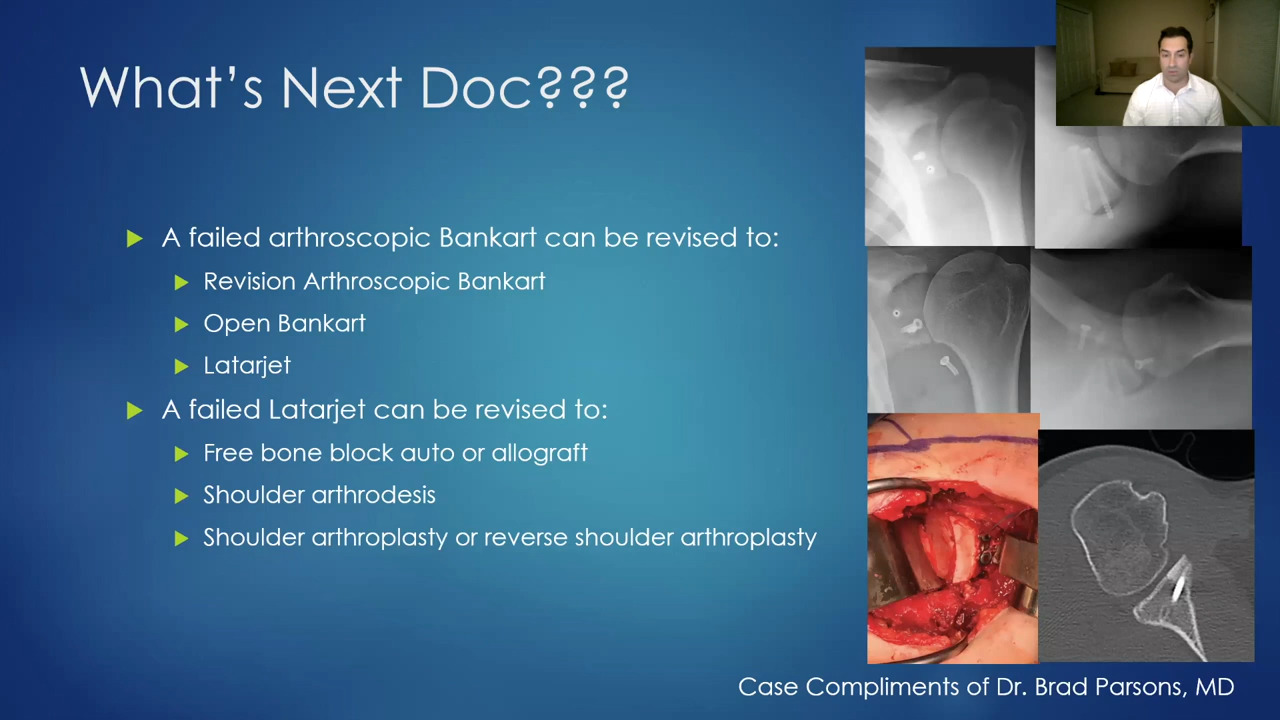 What’s Next Doc???
A failed arthroscopic Bankart can be revised to:
Revision Arthroscopic Bankart
Open Bankart
Latarjet
A failed Latarjet can be revised to:
Free bone block auto or allograft
Shoulder arthrodesis
Shoulder arthroplasty or reverse shoulder arthroplasty
Case Compliments of Dr. Brad Parsons, MD